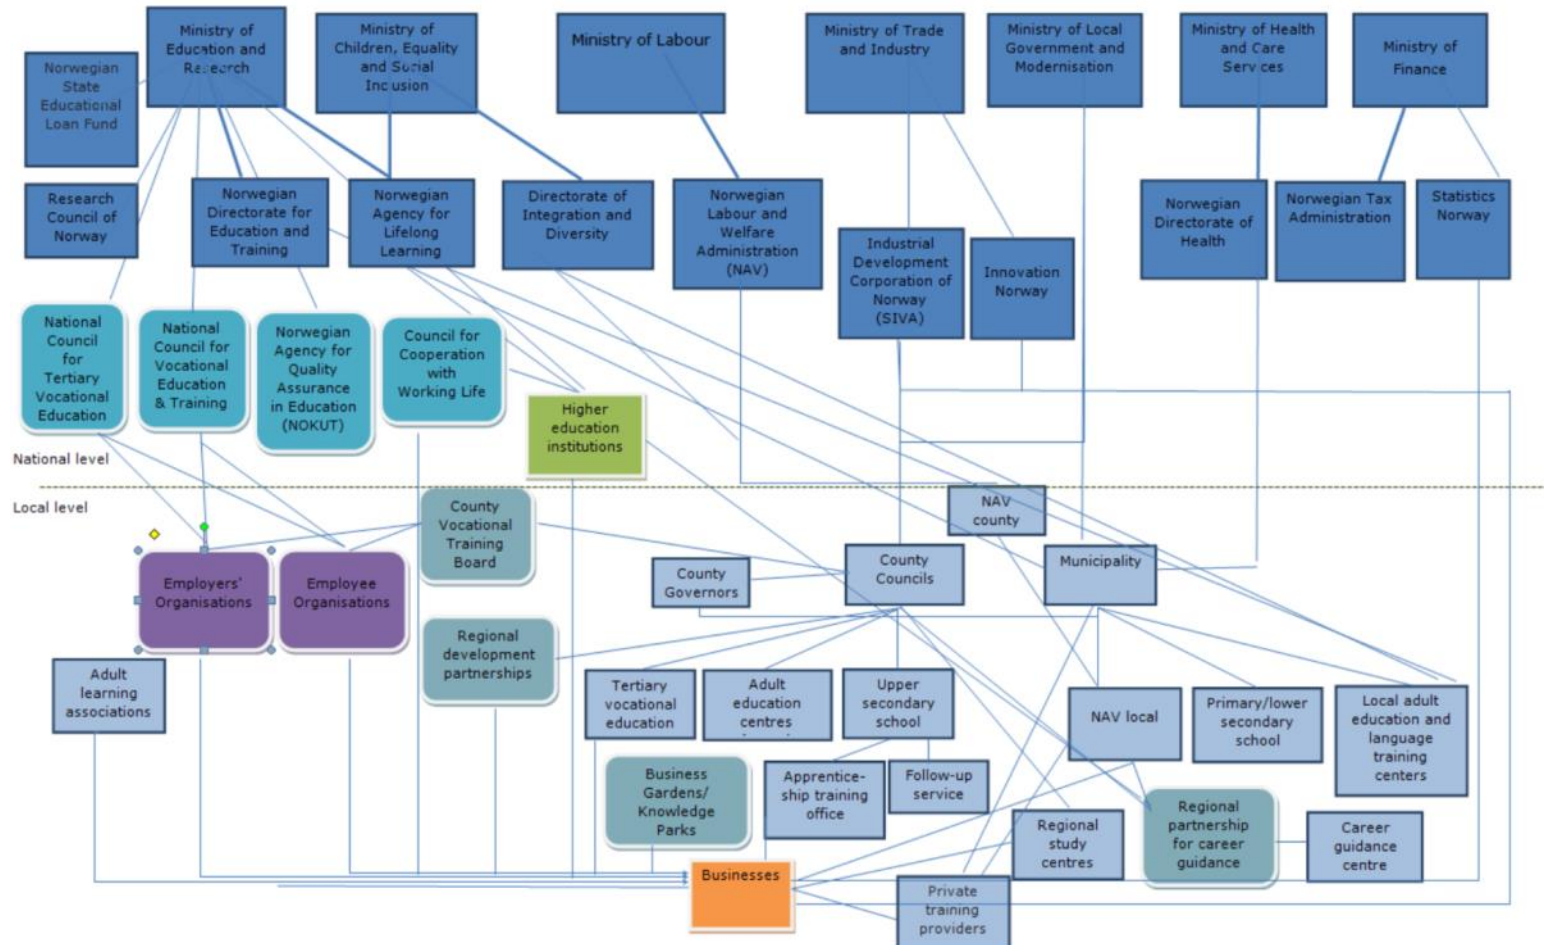 Ministry of
Education and
Research
Ministry of
Children, Equality
and Social
Inclusion
Ministry of Labour
Ministry of Trade
and Industry
Ministry of Local
Government and
Modernisation
Ministry of Health
and Care
Services
Ministry of
Finance
Norwegian
State
Educational
Loan Fund
Research
Council of
Norway
Norwegian
Directorate for
Education and
Training
Norwegian
Agency for
Lifelong
Learning
Directorate of
Integration and
Diversity
Norwegian
Labour and
Welfare
Administration
(NAV)
Industrial
Development
Corporation of
Norway
(SIVA)
Innovation
Norway
Norwegian
Directorate of
Health
Norwegian Tax
Administration
Statistics
Norway
National
Council
for
Tertiary
Vocational
Education
National
Council for
Vocational
Education
& Training
Norwegian
Agency for
Quality
Assurance
in Education
(NOKUT)
Council for
Cooperation
with
Working Life
Higher
education
institutions
National level
Local level
County
Vocational
Training
Board
NAV
county
Employers'
Organisations
Employee
Organisations
County
Governors
County
Councils
Municipality
Regional
development
partnerships
Adult
learning
associations
Tertiary
vocational
education
Adult
education
centres
Upper
secondary
school
NAV local
Primary/lower
secondary
school
Local adult
education and
language
training
centers
Business
Gardens/
Knowledge
Parks
Apprentice-
ship training
office
Follow-up
service
Regional
study
centres
Regional
partnership
for career
guidance
Career
guidance
centre
Businesses
Private
training
providers